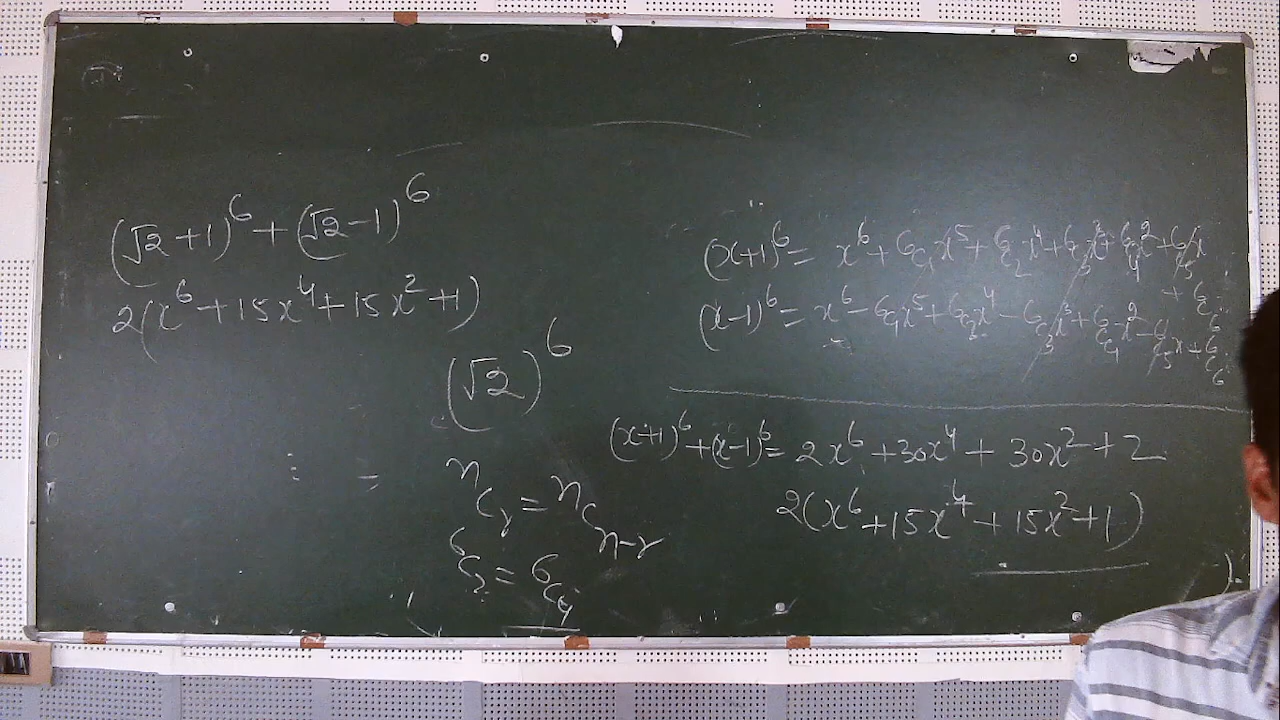 (√2 + 1)^6 + (√2 - 1)^6
2(x^6 + 15x^4 + 15x^2 + 1)
(√2)^6
=
nCr = nCn-r
6C2 = 6C4
(x+1)^6 = x^6 + 6C1x^5 + 6C2x^4 + 6C3x^3 + 6C4x^2 + 6C5x
+ 6C6
(x-1)^6 = x^6 - 6C1x^5 + 6C2x^4 - 6C3x^3 + 6C4x^2 - 6C5x + 6C6
(x+1)^6 + (x-1)^6 = 2x^6 + 30x^4 + 30x^2 + 2
2(x^6 + 15x^4 + 15x^2 + 1)